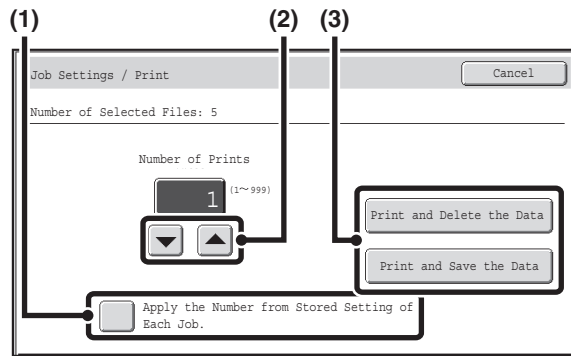 (1) (2) (3)
Job Settings / Print Cancel
Number of Selected Files: 5
Number of Prints
1 (1～999)
Print and Delete the Data
Print and Save the Data
Apply the Number from Stored Setting of
Each Job.